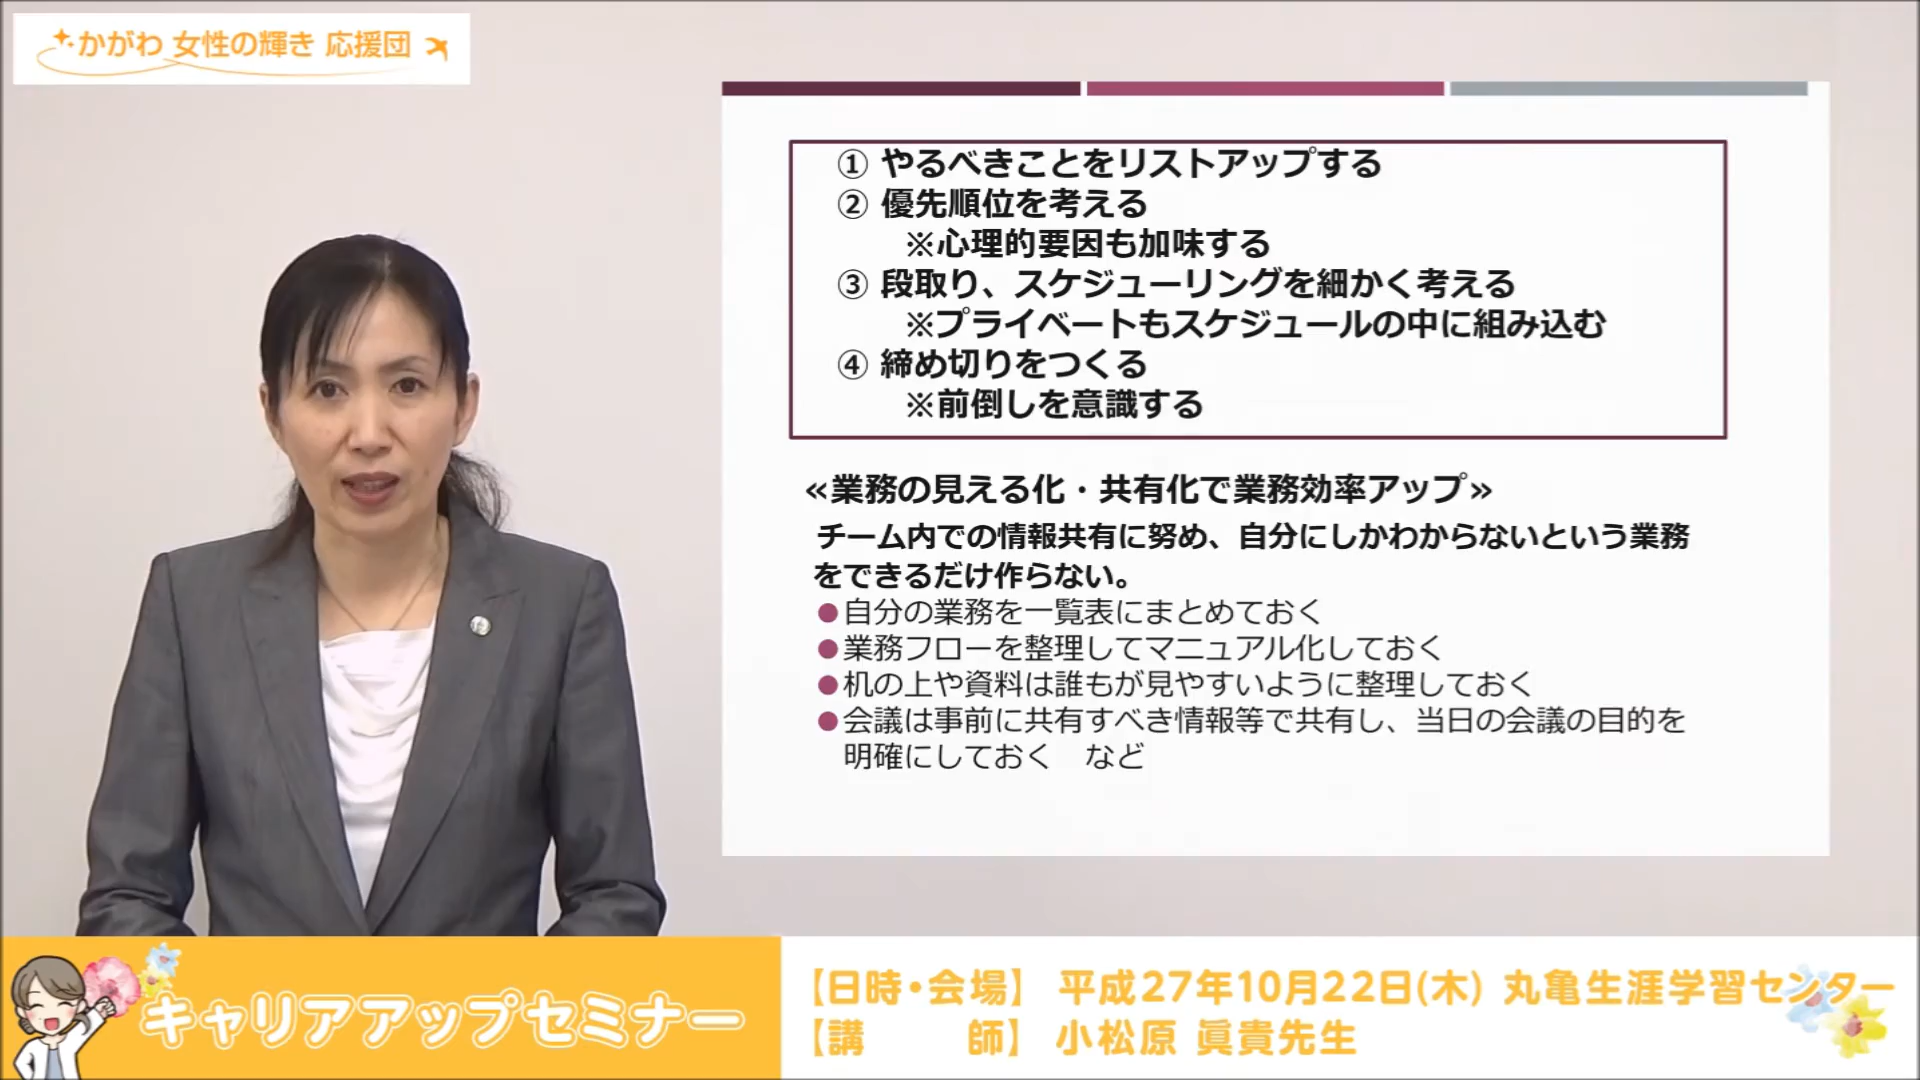 かがわ 女性の輝き 応援団
① やるべきことをリストアップする
② 優先順位を考える
※心理的要因も加味する
③ 段取り、スケジューリングを細かく考える
※プライベートもスケジュールの中に組み込む
④ 締め切りをつくる
※前倒しを意識する
≪業務の見える化・共有化で業務効率アップ≫
チーム内での情報共有に努め、自分にしかわからないという業務
をできるだけ作らない。
●自分の業務を一覧表にまとめておく
●業務フローを整理してマニュアル化しておく
●机の上や資料は誰もが見やすいように整理しておく
●会議は事前に共有すべき情報等で共有し、当日の会議の目的を
明確にしておく　など
キャリアアップセミナー
【日時・会場】 平成27年10月22日(木) 丸亀生涯学習センター
【講　　師】 小松原 眞貴先生